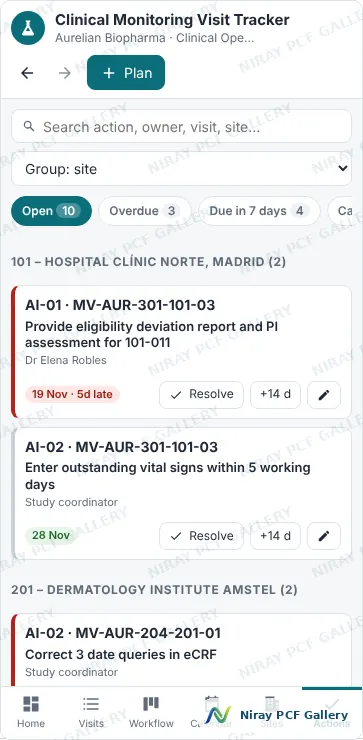 Clinical Monitoring Visit Tracker
Aurelian Biopharma · Clinical Ope...
Plan
Search action, owner, visit, site...
Group: site
Open 10
Overdue 3
Due in 7 days 4
Ca
101 – HOSPITAL CLÍNIC NORTE, MADRID (2)
AI-01 · MV-AUR-301-101-03
Provide eligibility deviation report and PI
assessment for 101-011
Dr Elena Robles
19 Nov · 5d late
Resolve
+14 d
AI-02 · MV-AUR-301-101-03
Enter outstanding vital signs within 5 working
days
Study coordinator
28 Nov
Resolve
+14 d
201 – DERMATOLOGY INSTITUTE AMSTEL (2)
AI-02 · MV-AUR-204-201-01
Correct 3 date queries in eCRF
Study coordinator
Home
Visits
Workflow
Actions
Niray PCF Gallery
NIRAY PCF GALLERY